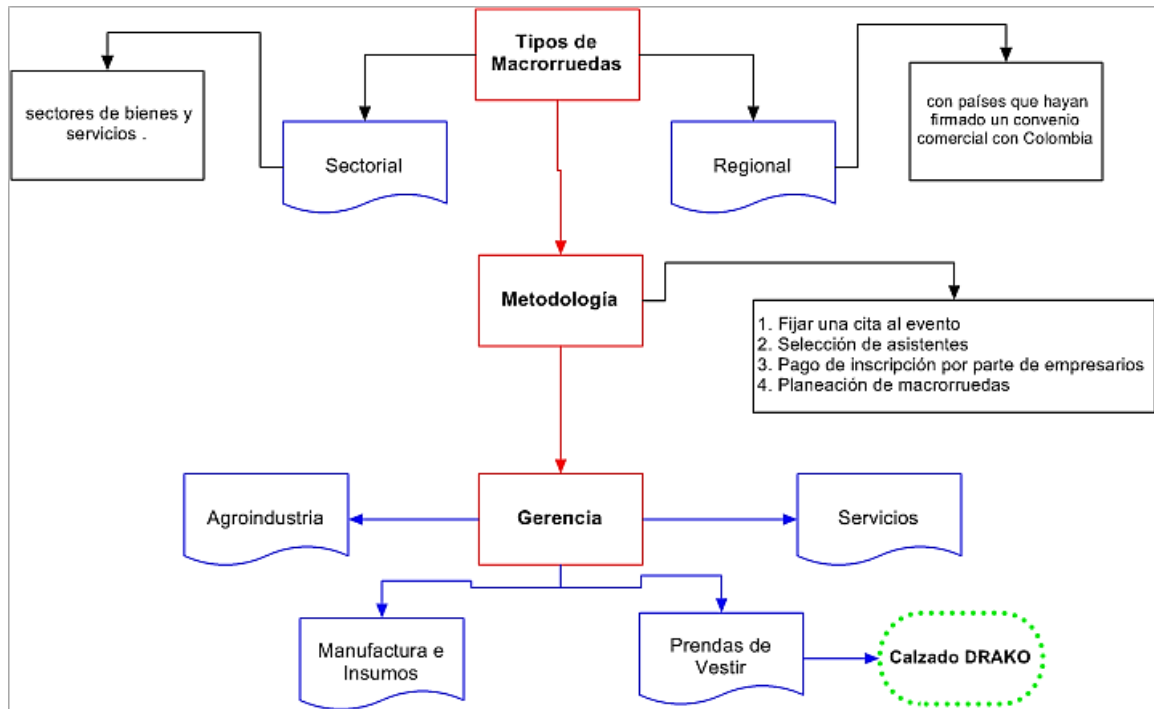 Tipos de
Macrorruedas
sectores de bienes y
servicios .
con países que hayan
firmado un convenio
comercial con Colombia
Sectorial
Regional
Metodología
1. Fijar una cita al evento
2. Selección de asistentes
3. Pago de inscripción por parte de empresarios
4. Planeación de macrorruedas
Agroindustria
Gerencia
Servicios
Manufactura e
Insumos
Prendas de
Vestir
Calzado DRAKO